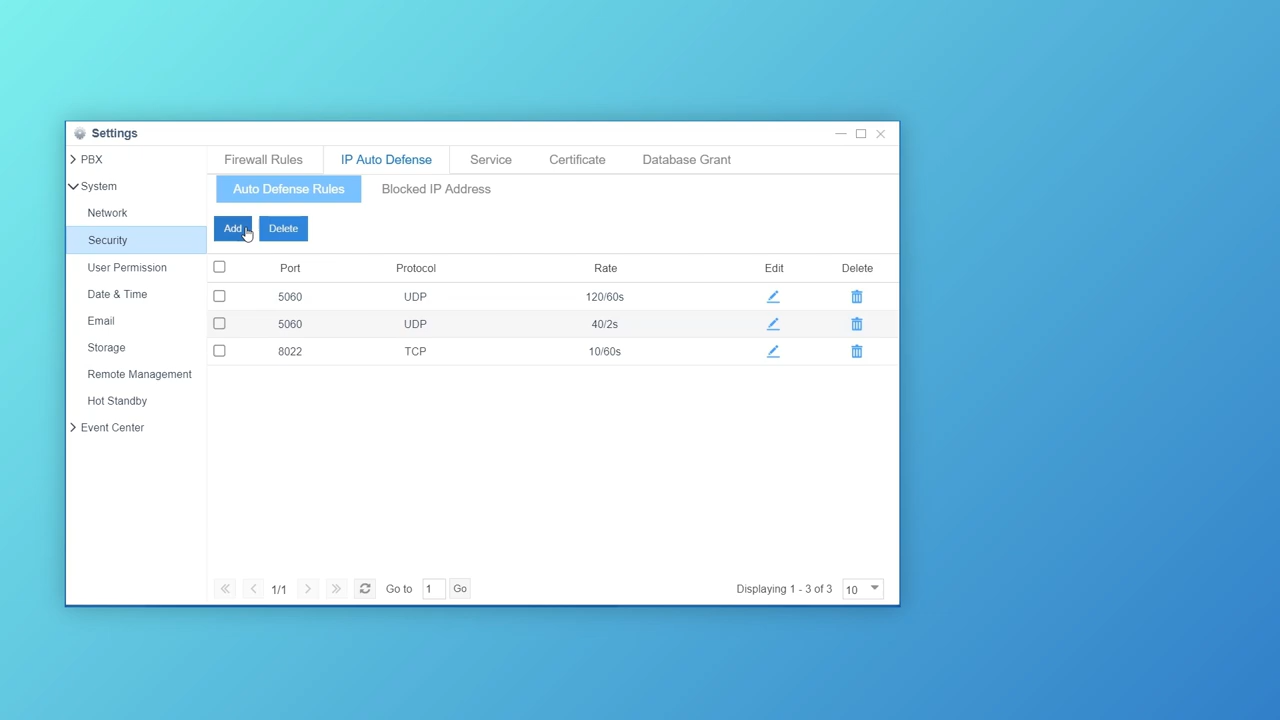 Settings
PBX
System
Network
Security
User Permission
Date & Time
Email
Storage
Remote Management
Hot Standby
Event Center
Firewall Rules IP Auto Defense Service Certificate Database Grant
Auto Defense Rules Blocked IP Address
Add Delete
Port Protocol Rate Edit Delete
5060 UDP 120/60s
5060 UDP 40/2s
8022 TCP 10/60s
1/1 Go to 1 Go Displaying 1 - 3 of 3 10